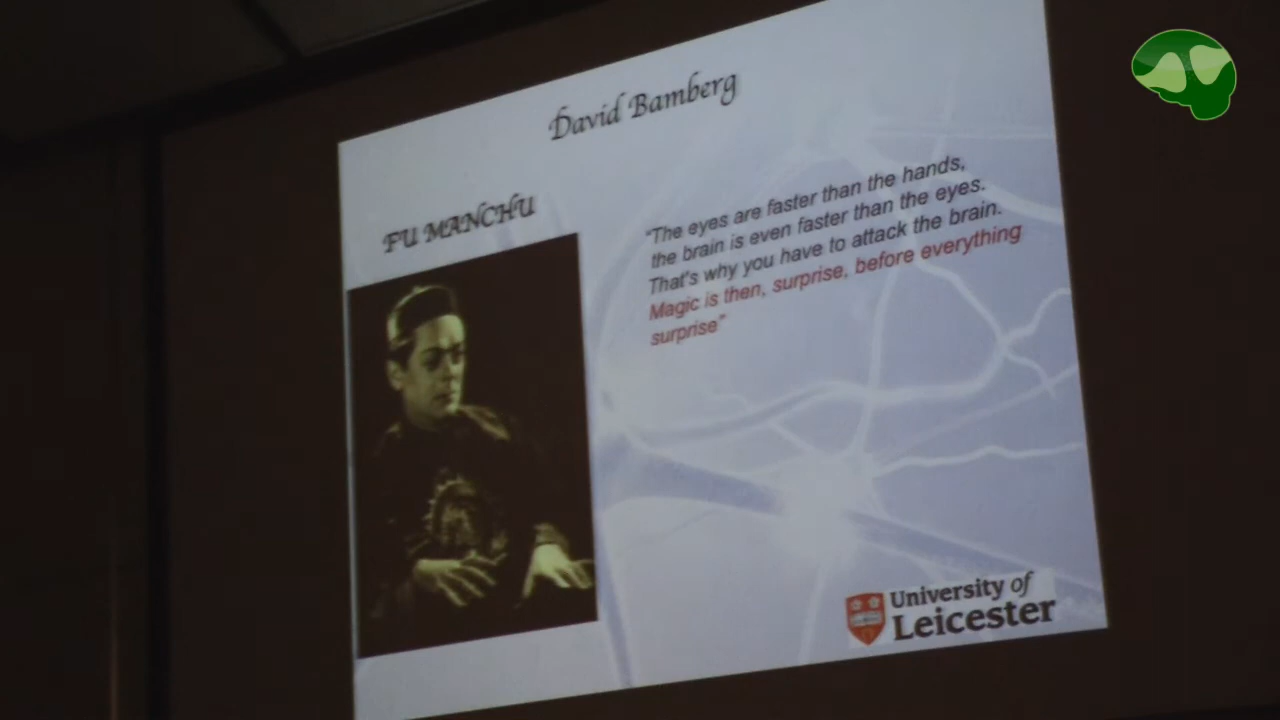 David Bamberg
FU MANCHU
"The eyes are faster than the hands,
the brain is even faster than the eyes.
That's why you have to attack the brain.
Magic is then, surprise, before everything
surprise"
University of
Leicester